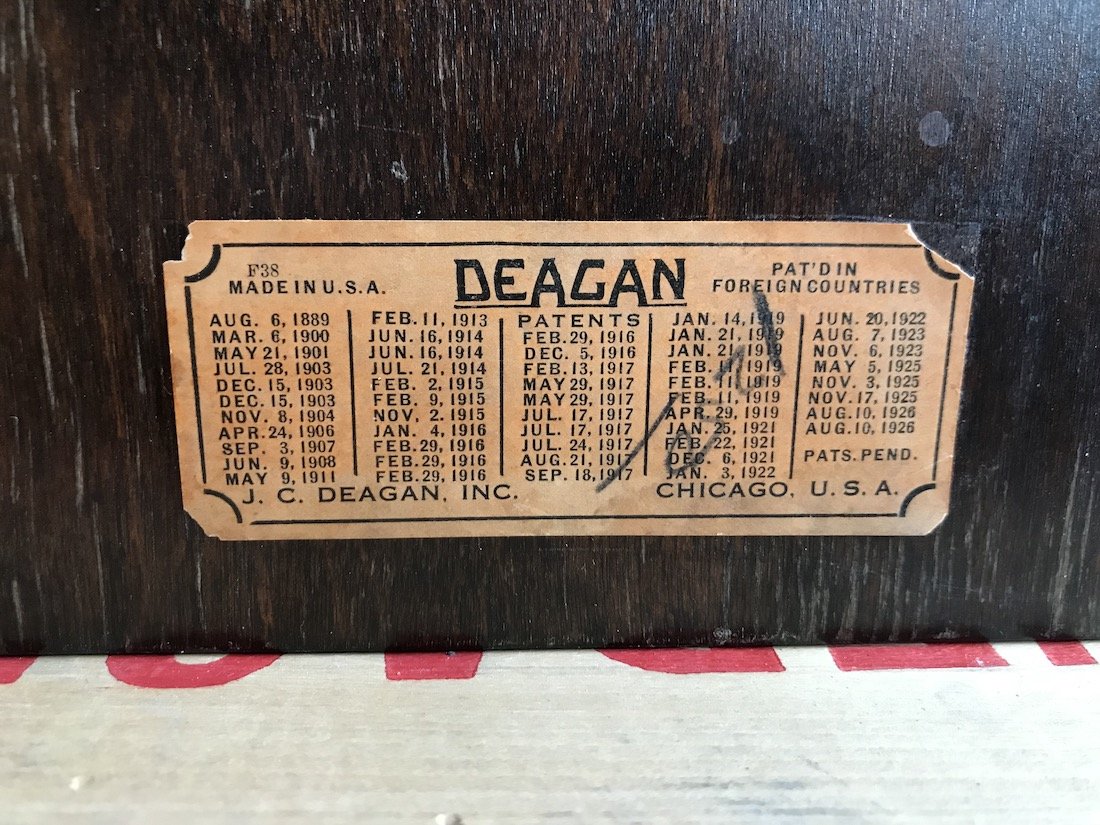 F38
MADE IN U.S.A.
DEAGAN
PAT'D IN
FOREIGN COUNTRIES
AUG. 6, 1889
MAR. 6, 1900
MAY 21, 1901
JUL. 28, 1903
DEC. 15, 1903
DEC. 15, 1903
NOV. 8, 1904
APR. 24, 1906
SEP. 3, 1907
JUN. 9, 1908
MAY 9, 1911
FEB. 11, 1913
JUN. 16, 1914
JUN. 16, 1914
JUL. 21, 1914
FEB. 2, 1915
FEB. 9, 1915
NOV. 2, 1915
JAN. 4, 1916
FEB. 29, 1916
FEB. 29, 1916
FEB. 29, 1916
PATENTS
FEB. 29, 1916
DEC. 5, 1916
FEB. 13, 1917
MAY 29, 1917
MAY 29, 1917
JUL. 17, 1917
JUL. 17, 1917
JUL. 24, 1917
AUG. 21, 1917
SEP. 18, 1917
JAN. 14, 1919
JAN. 21, 1919
JAN. 21, 1919
FEB. 11, 1919
FEB. 11, 1919
FEB. 11, 1919
APR. 29, 1919
JAN. 25, 1921
FEB. 22, 1921
DEC. 6, 1921
JAN. 3, 1922
JUN. 20, 1922
AUG. 7, 1923
NOV. 6, 1923
MAY 5, 1925
NOV. 3, 1925
NOV. 17, 1925
AUG. 10, 1926
AUG. 10, 1926
PATS. PEND.
J. C. DEAGAN, INC.
CHICAGO, U. S. A.